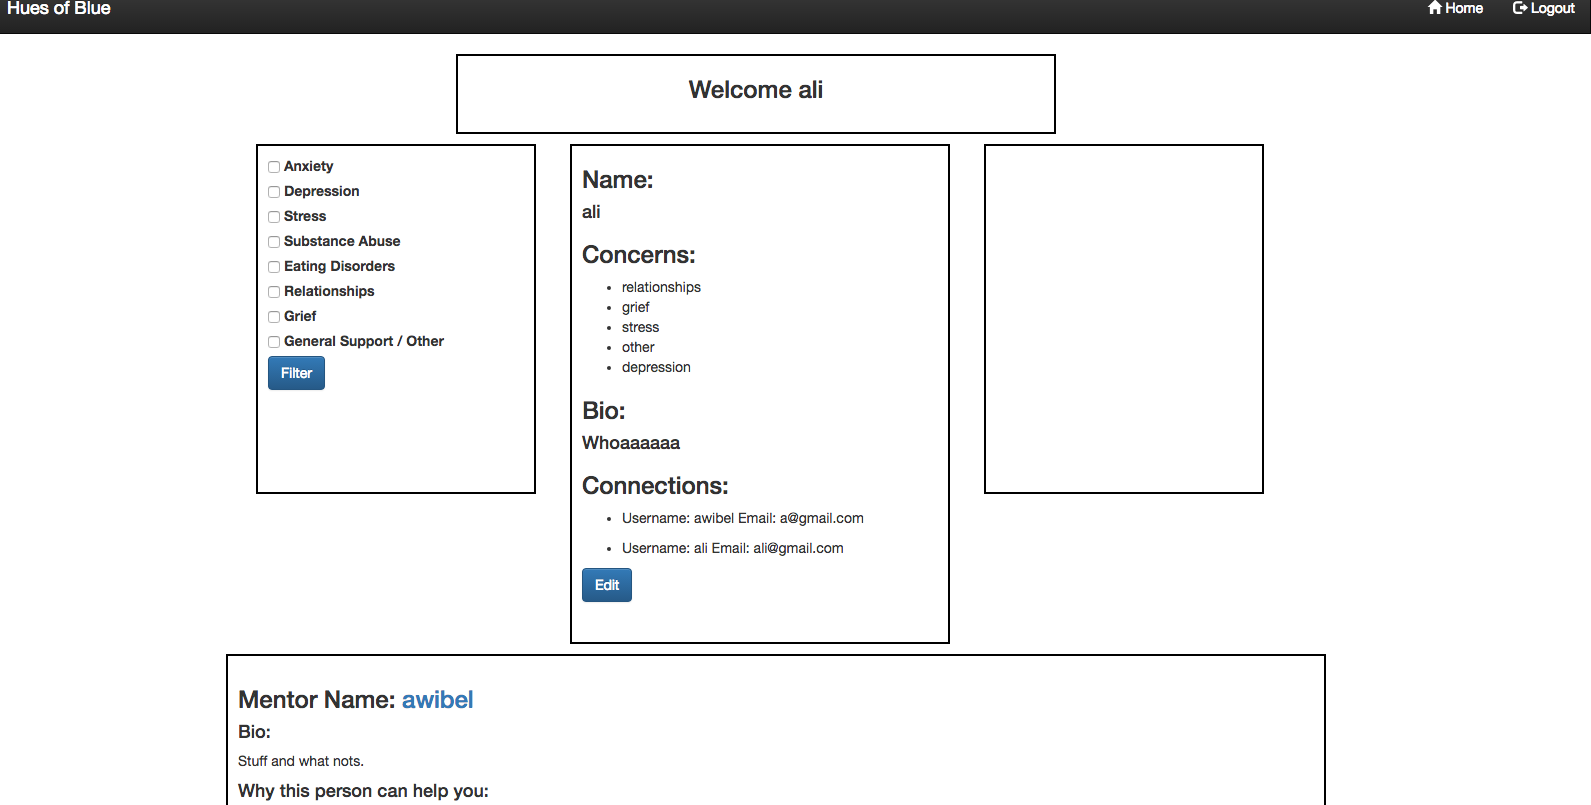 Hues of Blue
Home
Logout
Welcome ali
Anxiety
Depression
Stress
Substance Abuse
Eating Disorders
Relationships
Grief
General Support / Other
Filter
Name:
ali
Concerns:
relationships
grief
stress
other
depression
Bio:
Whoaaaaaa
Connections:
Username: awibel Email: a@gmail.com
Username: ali Email: ali@gmail.com
Edit
Mentor Name: awibel
Bio:
Stuff and what nots.
Why this person can help you: